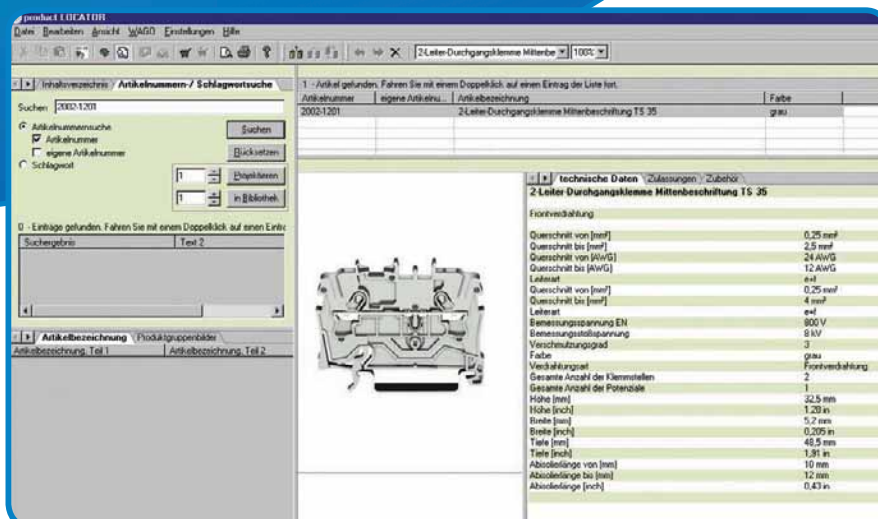 product LOCATOR
Datei Bearbeiten Ansicht WAGO Einstellungen Hilfe
2-Leiter-Durchgangsklemme Mittenbe 100%
Inhaltsverzeichnis Artikelnummern-/ Schlagwortsuche
Suchen 2002-1201
Artikelnummernsuche Suchen
Artikelnummer
eigene Artikelnummer Rücksetzen
Schlagwort
1 Projektieren
1 in Bibliothek
0 - Einträge gefunden. Fahren Sie mit einem Doppelklick auf einen Eintra
Suchergebnis Text 2
Artikelbezeichnung Produktgruppenbilder
Artikelbezeichnung, Teil 1 Artikelbezeichnung, Teil 2
1 - Artikel gefunden. Fahren Sie mit einem Doppelklick auf einen Eintrag der Liste fort.
Artikelnummer eigene Artikelnu... Artikelbezeichnung Farbe
2002-1201 2-Leiter-Durchgangsklemme Mittenbeschriftung TS 35 grau
technische Daten Zulassungen Zubehör
2-Leiter-Durchgangsklemme Mittenbeschriftung TS 35
Frontverdrahtung
Querschnitt von [mm²] 0,25 mm²
Querschnitt bis [mm²] 2,5 mm²
Querschnitt von [AWG] 24 AWG
Querschnitt bis [AWG] 12 AWG
Leiterart e+f
Querschnitt von [mm²] 0,25 mm²
Querschnitt bis [mm²] 4 mm²
Leiterart e+f
Bemessungsspannung EN 800 V
Bemessungsstoßspannung 8 kV
Verschmutzungsgrad 3
Farbe grau
Verdrahtungsart Frontverdrahtung
Gesamte Anzahl der Klemmstellen 2
Gesamte Anzahl der Potenziale 1
Höhe [mm] 32,5 mm
Höhe [inch] 1.28 in
Breite [mm] 5,2 mm
Breite [inch] 0,205 in
Tiefe [mm] 48,5 mm
Tiefe [inch] 1,91 in
Abisolierlänge von [mm] 10 mm
Abisolierlänge bis [mm] 12 mm
Abisolierlänge [inch] 0,43 in